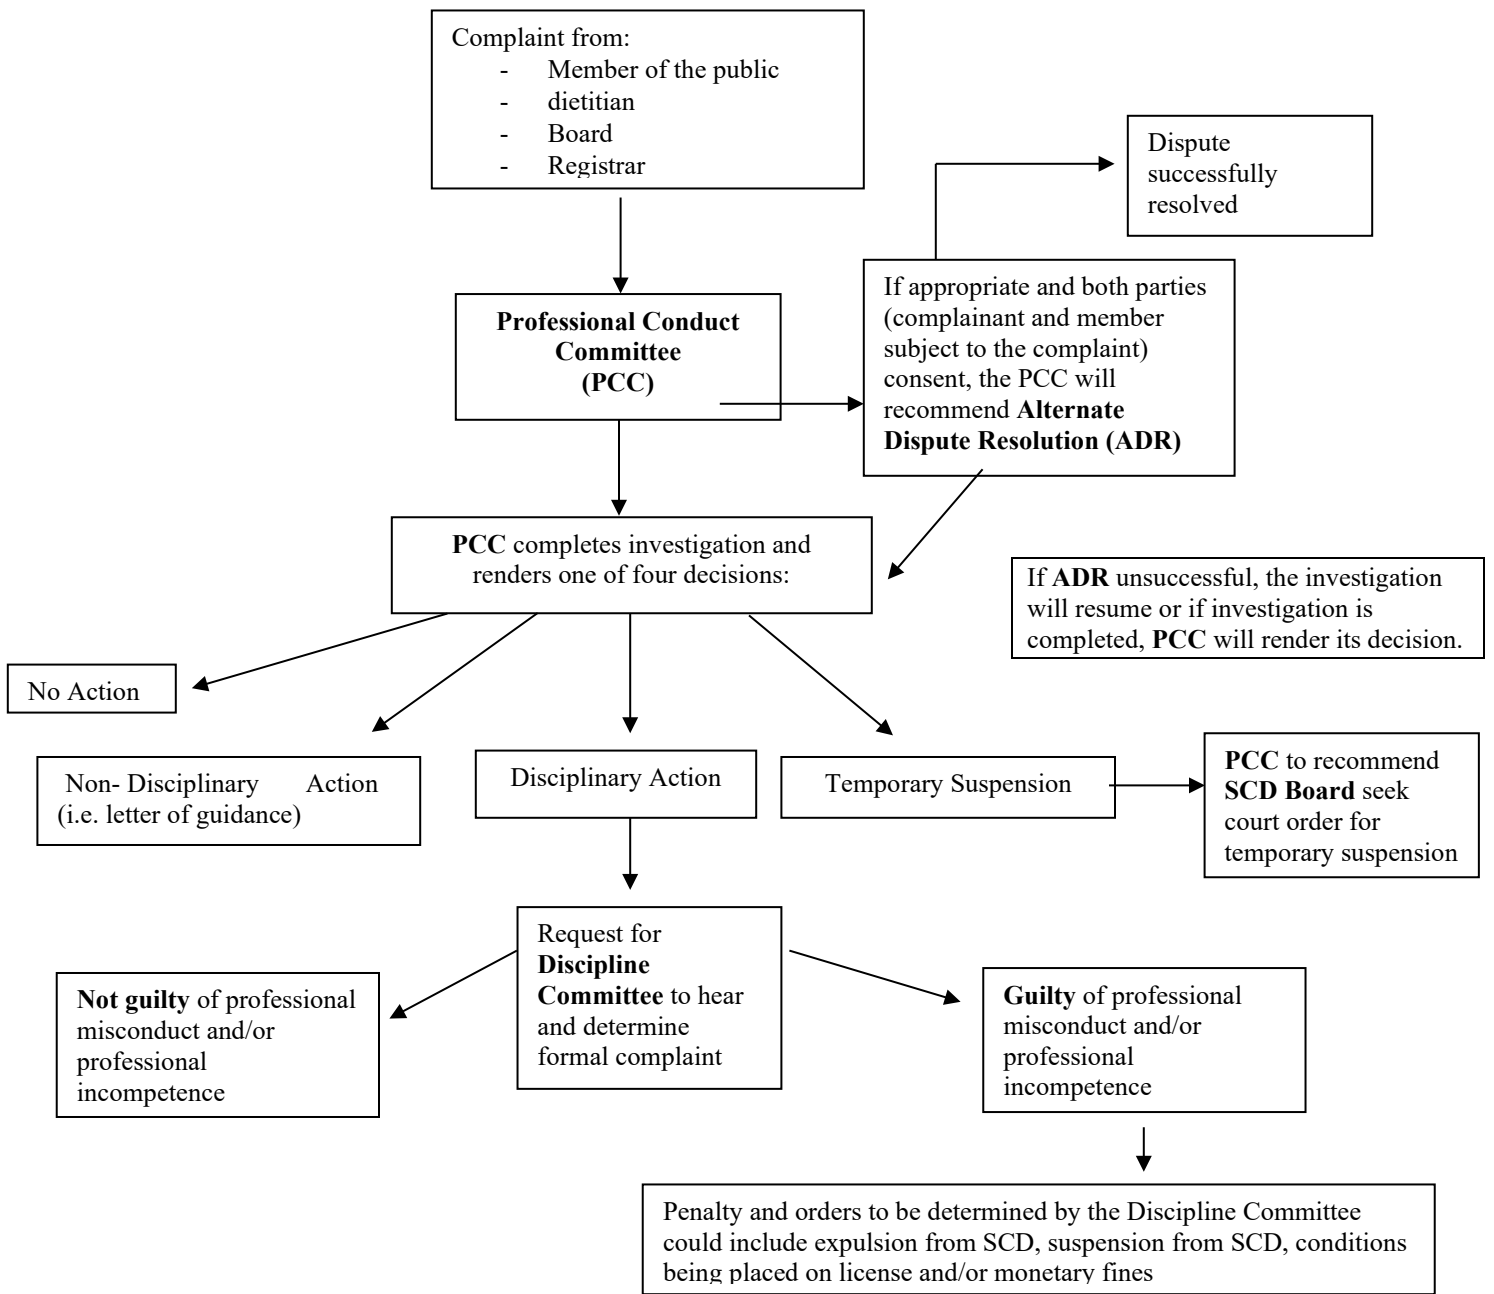 Complaint from:
- Member of the public
- dietitian
- Board
- Registrar
Dispute
successfully
resolved
Professional Conduct
Committee
(PCC)
If appropriate and both parties
(complainant and member
subject to the complaint)
consent, the PCC will
recommend Alternate
Dispute Resolution (ADR)
PCC completes investigation and
renders one of four decisions:
If ADR unsuccessful, the investigation
will resume or if investigation is
completed, PCC will render its decision.
No Action
Non- Disciplinary Action
(i.e. letter of guidance)
Disciplinary Action
Temporary Suspension
PCC to recommend
SCD Board seek
court order for
temporary suspension
Request for
Discipline
Committee to hear
and determine
formal complaint
Not guilty of professional
misconduct and/or
professional
incompetence
Guilty of professional
misconduct and/or
professional
incompetence
Penalty and orders to be determined by the Discipline Committee
could include expulsion from SCD, suspension from SCD, conditions
being placed on license and/or monetary fines